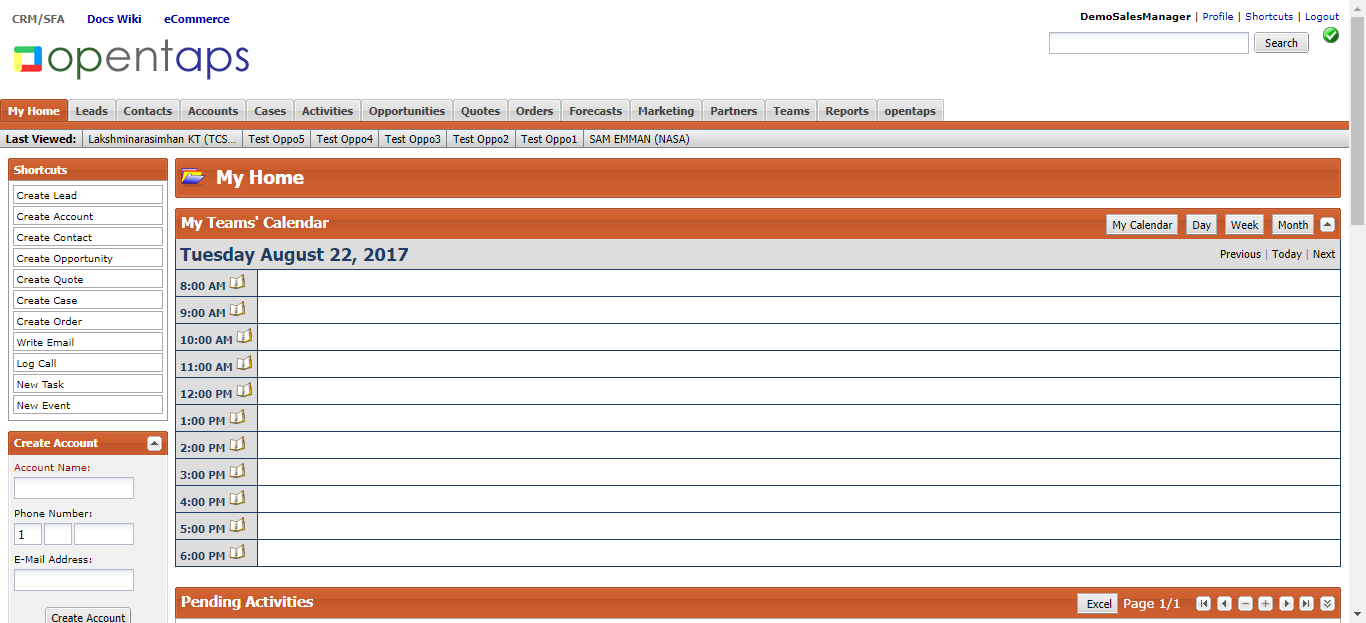 CRM/SFA Docs Wiki eCommerce
DemoSalesManager | Profile | Shortcuts | Logout
opentaps
Search
My Home Leads Contacts Accounts Cases Activities Opportunities Quotes Orders Forecasts Marketing Partners Teams Reports opentaps
Last Viewed: Lakshminarasimhan KT (TCS... Test Oppo5 Test Oppo4 Test Oppo3 Test Oppo2 Test Oppo1 SAM EMMAN (NASA)
Shortcuts
Create Lead
Create Account
Create Contact
Create Opportunity
Create Quote
Create Case
Create Order
Write Email
Log Call
New Task
New Event
Create Account
Account Name:
Phone Number:
1
E-Mail Address:
Create Account
My Home
My Teams' Calendar My Calendar Day Week Month
Tuesday August 22, 2017 Previous | Today | Next
8:00 AM
9:00 AM
10:00 AM
11:00 AM
12:00 PM
1:00 PM
2:00 PM
3:00 PM
4:00 PM
5:00 PM
6:00 PM
Pending Activities Excel Page 1/1